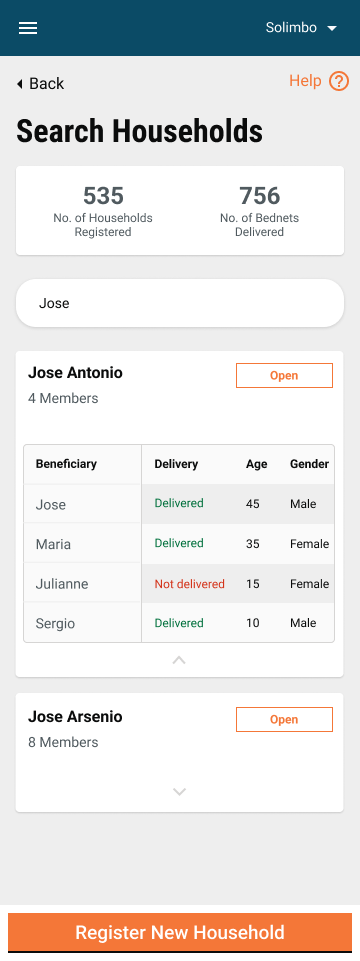 Solimbo
Back
Help ?
Search Households
535 756
No. of Households No. of Bednets
Registered Delivered
Jose
Jose Antonio Open
4 Members
Beneficiary Delivery Age Gender
Jose Delivered 45 Male
Maria Delivered 35 Female
Julianne Not delivered 15 Female
Sergio Delivered 10 Male
Jose Arsenio Open
8 Members
Register New Household